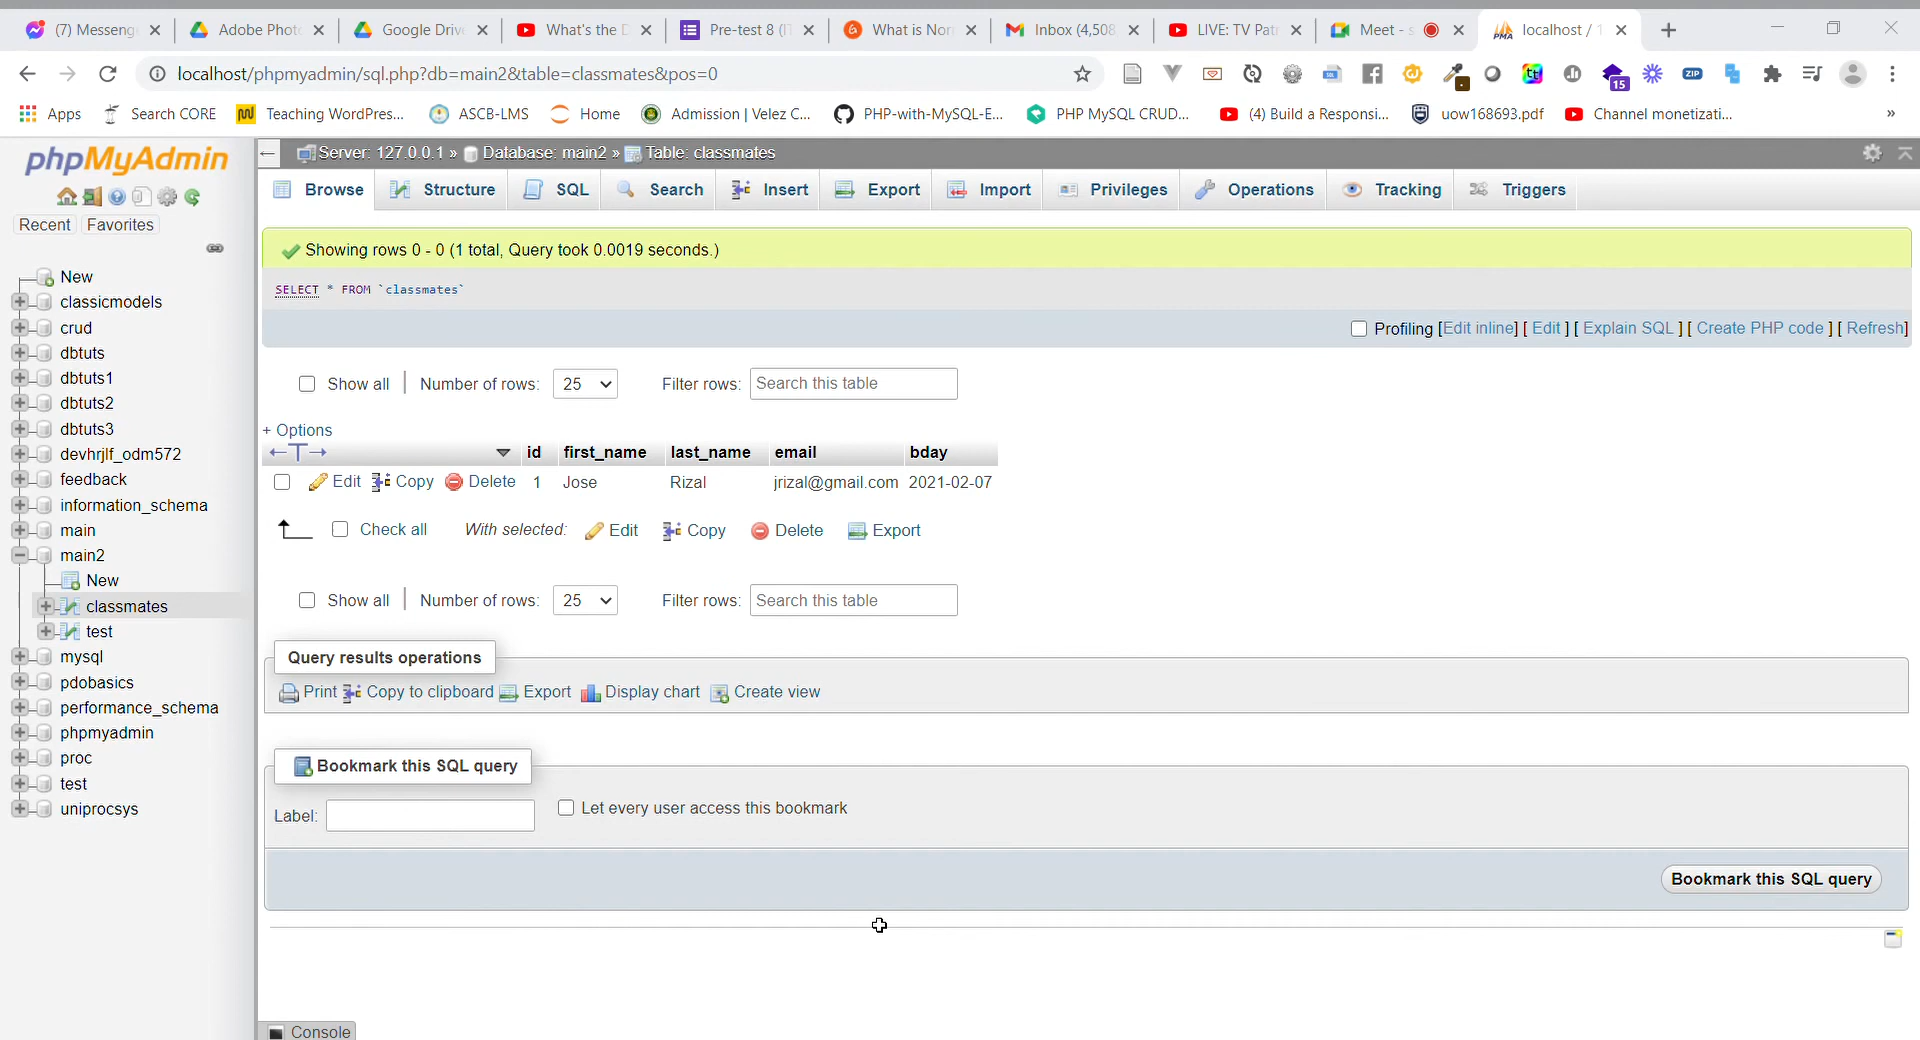 (7) Messeng
Adobe Phot
Google Driv
What's the D
Pre-test 8 (IT
What is Nor
Inbox (4,508
LIVE: TV Pat
Meet - s
localhost / 1
localhost/phpmyadmin/sql.php?db=main2&table=classmates&pos=0
15
ZIP
Apps
Search CORE
Teaching WordPres...
ASCB-LMS
Home
Admission | Velez C...
PHP-with-MySQL-E...
PHP MySQL CRUD...
(4) Build a Responsi...
uow168693.pdf
Channel monetizati...
»
phpMyAdmin
Recent
Favorites
New
classicmodels
crud
dbtuts
dbtuts1
dbtuts2
dbtuts3
devhrjlf_odm572
feedback
information_schema
main
main2
New
classmates
test
mysql
pdobasics
performance_schema
phpmyadmin
proc
test
uniprocsys
Server: 127.0.0.1 » Database: main2 » Table: classmates
Browse
Structure
SQL
Search
Insert
Export
Import
Privileges
Operations
Tracking
Triggers
Showing rows 0 - 0 (1 total, Query took 0.0019 seconds.)
SELECT * FROM `classmates`
Profiling [Edit inline] [ Edit ] [ Explain SQL ] [ Create PHP code ] [ Refresh]
Show all | Number of rows: 25 Filter rows: Search this table
+ Options
id first_name last_name email bday
Edit Copy Delete 1 Jose Rizal jrizal@gmail.com 2021-02-07
Check all With selected: Edit Copy Delete Export
Show all | Number of rows: 25 Filter rows: Search this table
Query results operations
Print Copy to clipboard Export Display chart Create view
Bookmark this SQL query
Label: Let every user access this bookmark
Bookmark this SQL query
Console